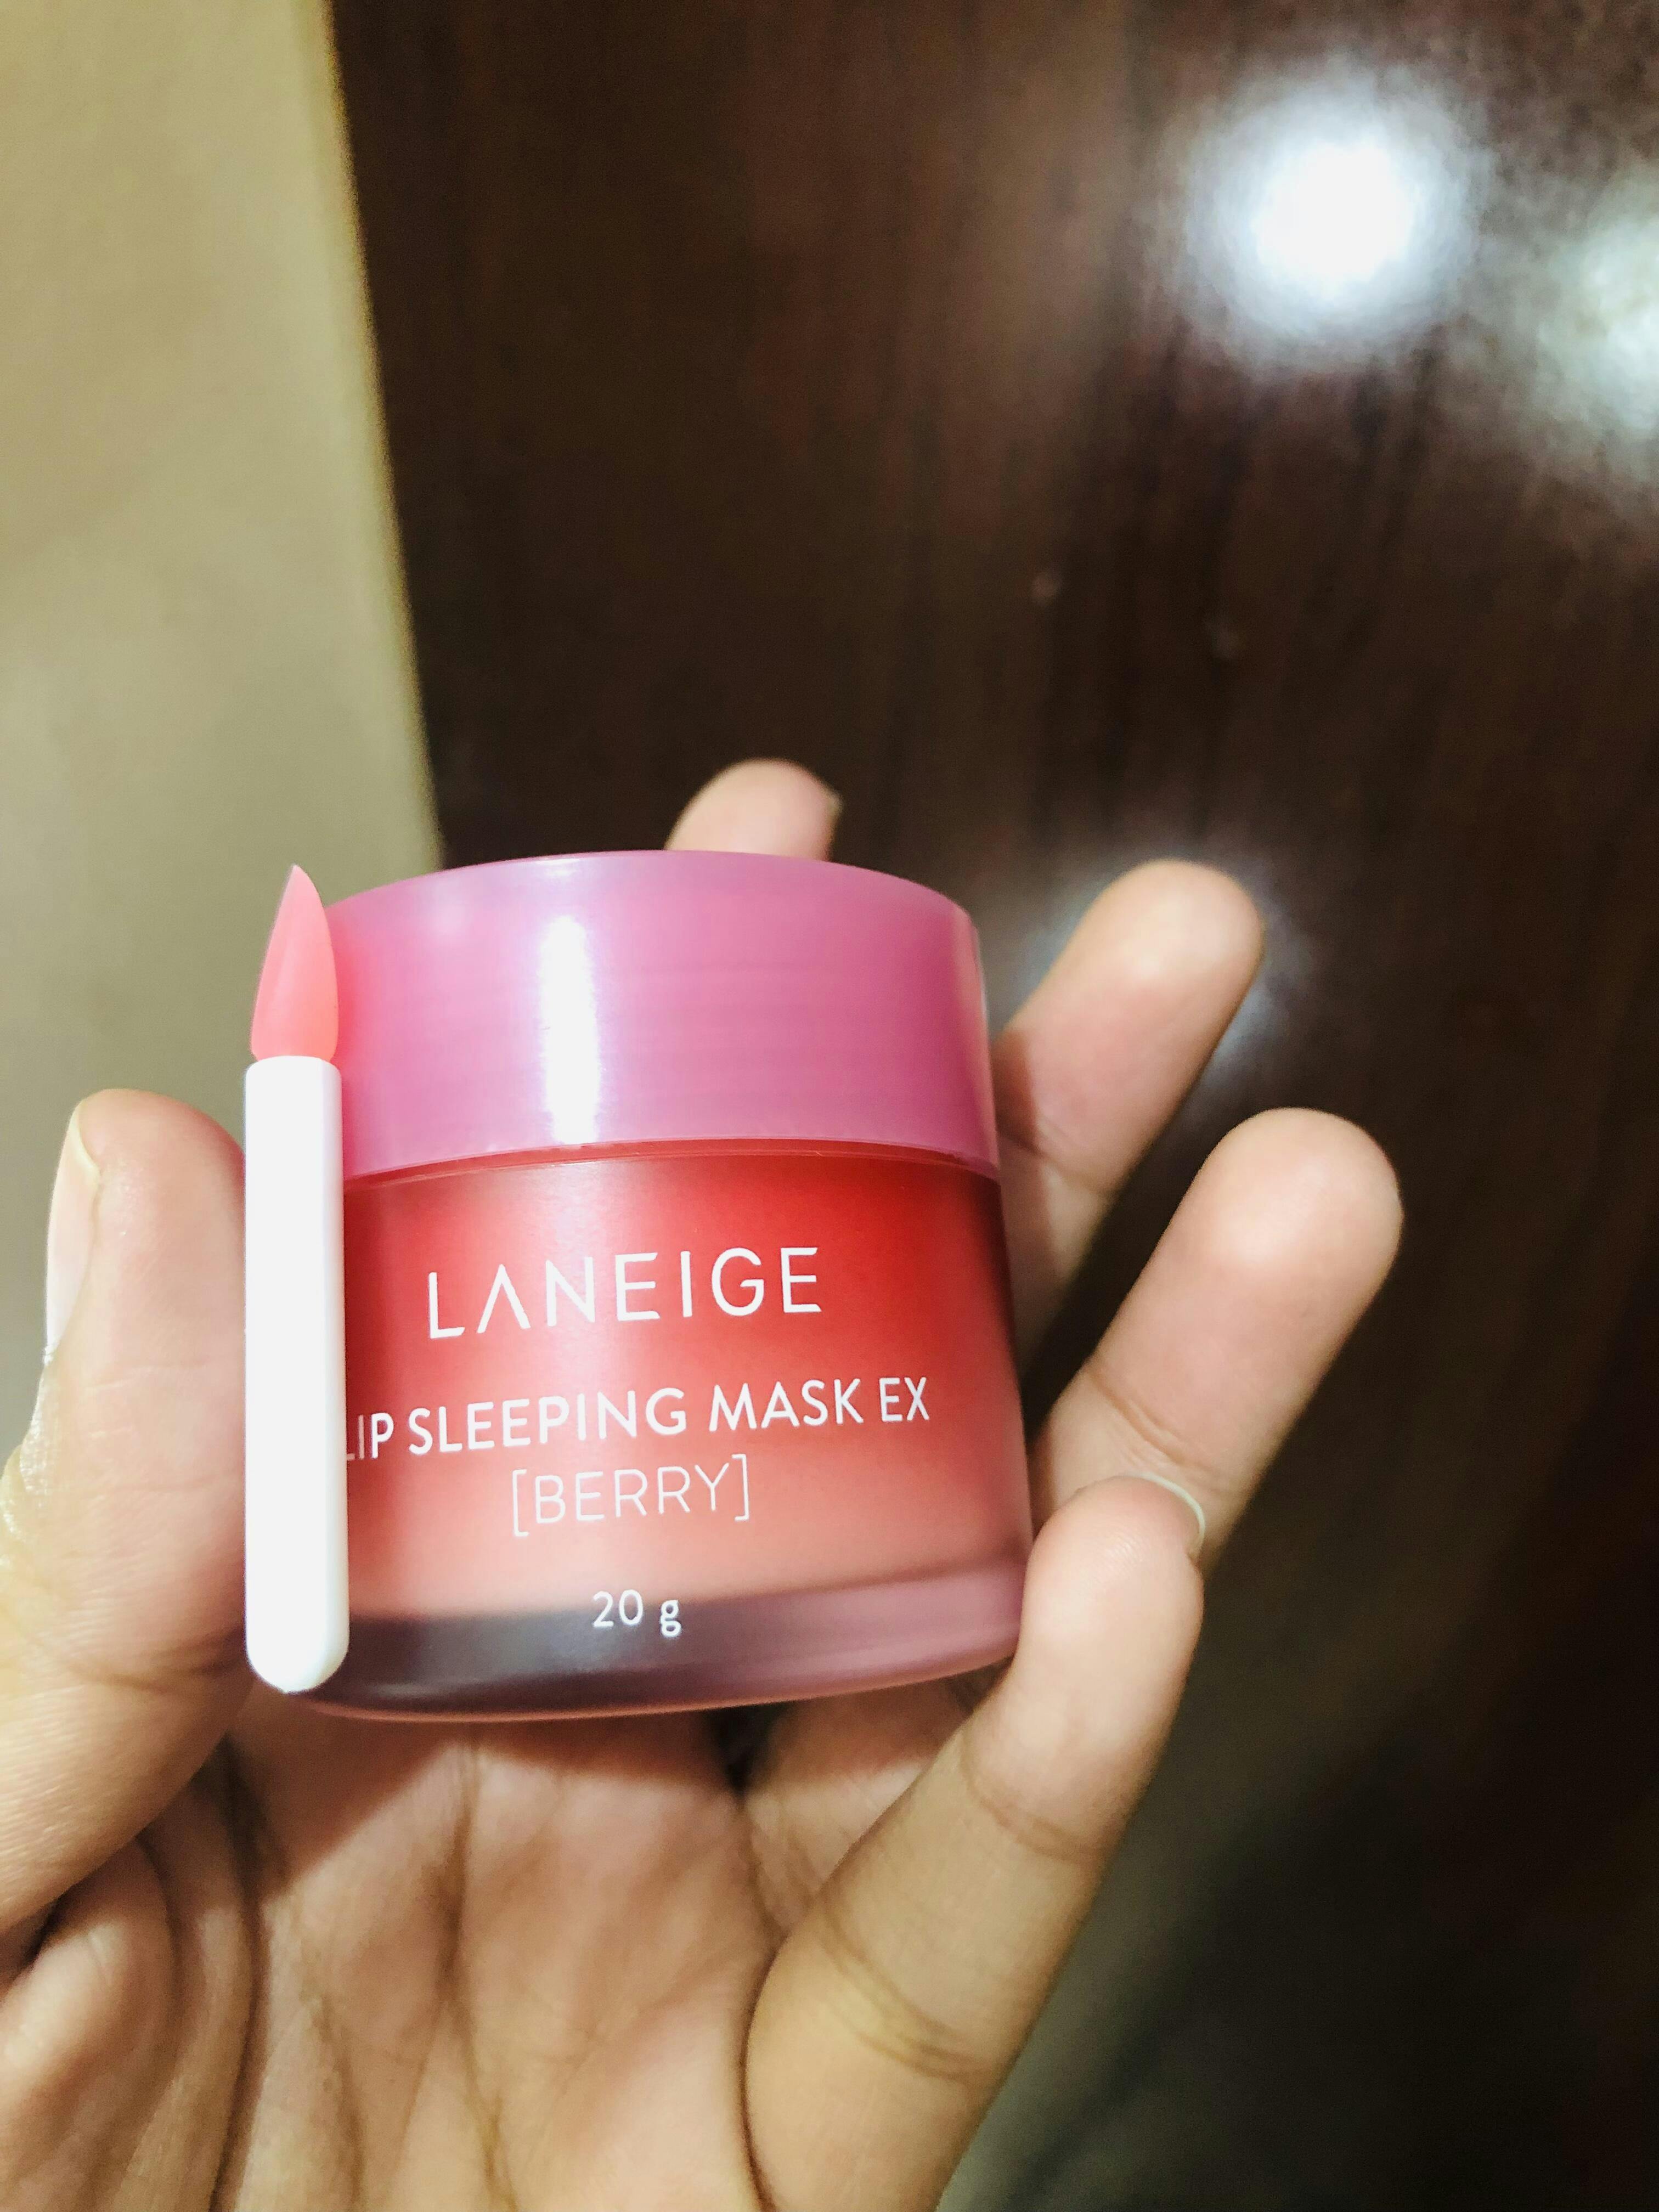 LANEIGE
LIP SLEEPING MASK EX
[BERRY]
20 g